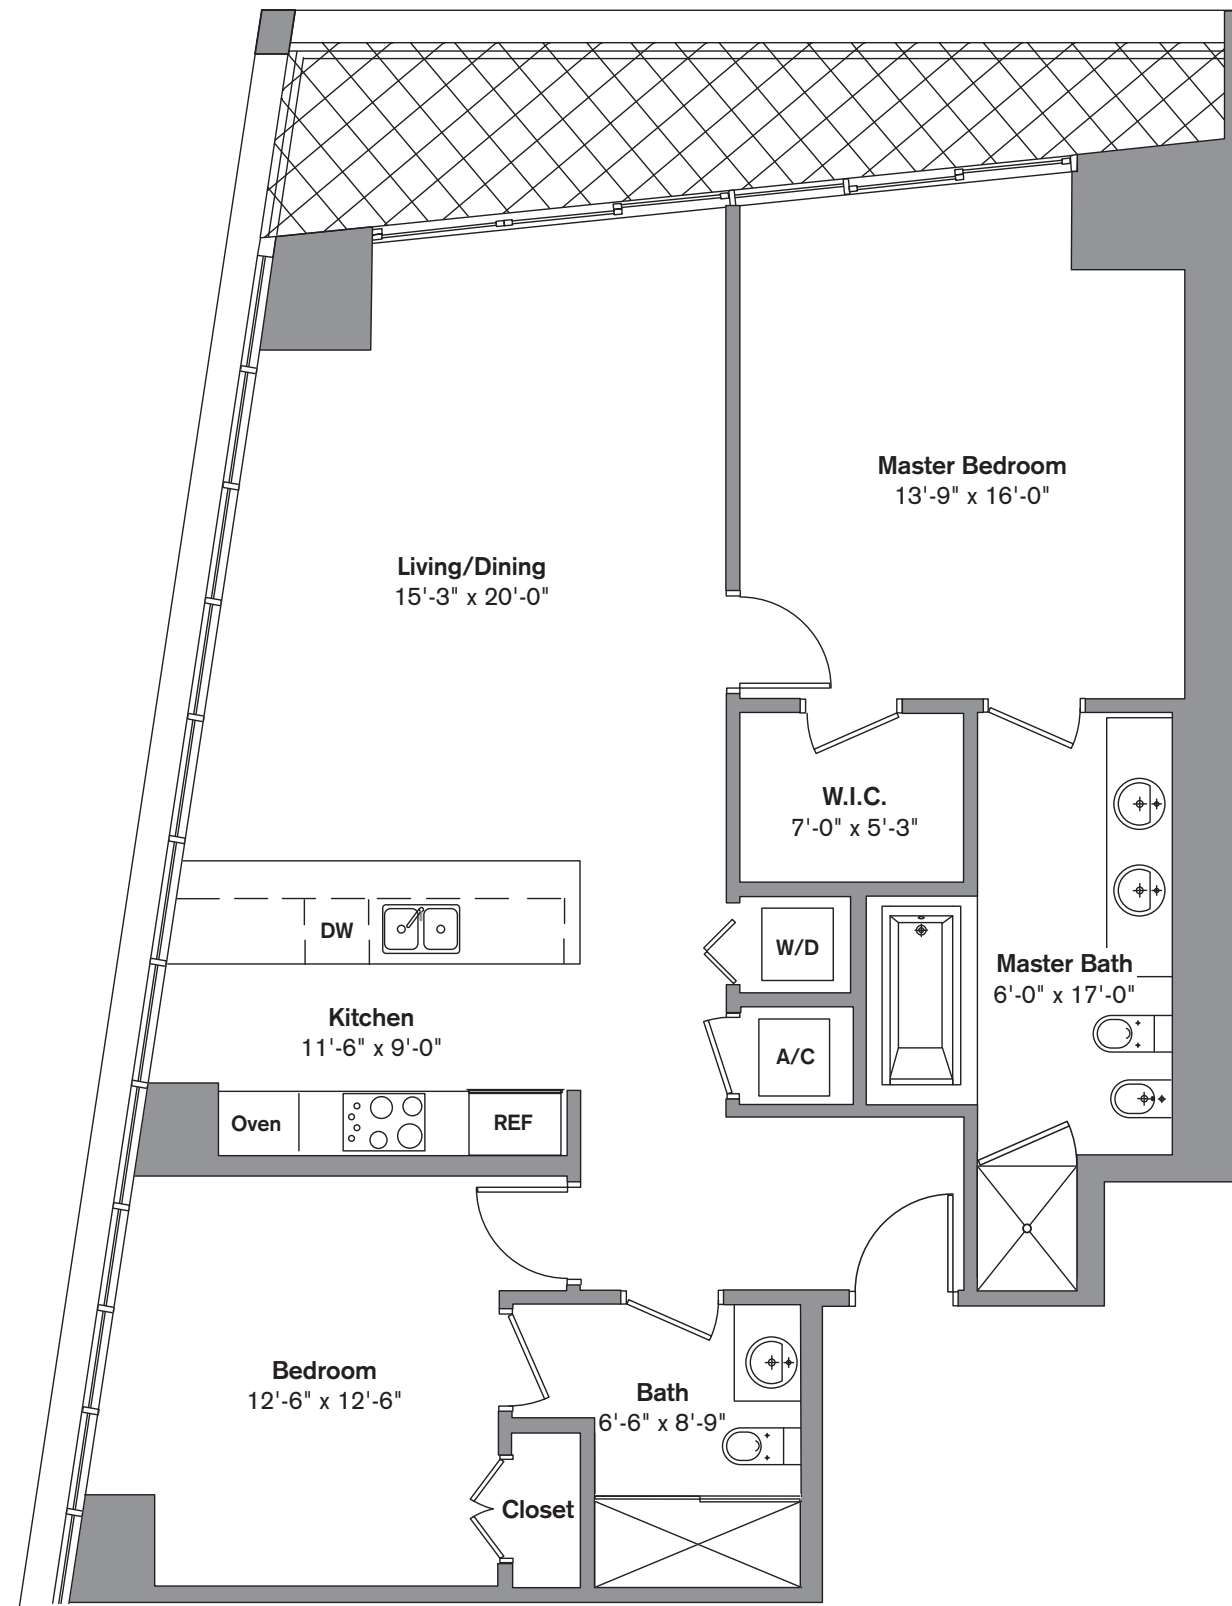 Master Bedroom
13'-9" x 16'-0"
Living/Dining
15'-3" x 20'-0"
W.I.C.
7'-0" x 5'-3"
DW
W/D
Master Bath
6'-0" x 17'-0"
Kitchen
11'-6" x 9'-0"
A/C
Oven
REF
Bedroom
12'-6" x 12'-6"
Bath
6'-6" x 8'-9"
Closet